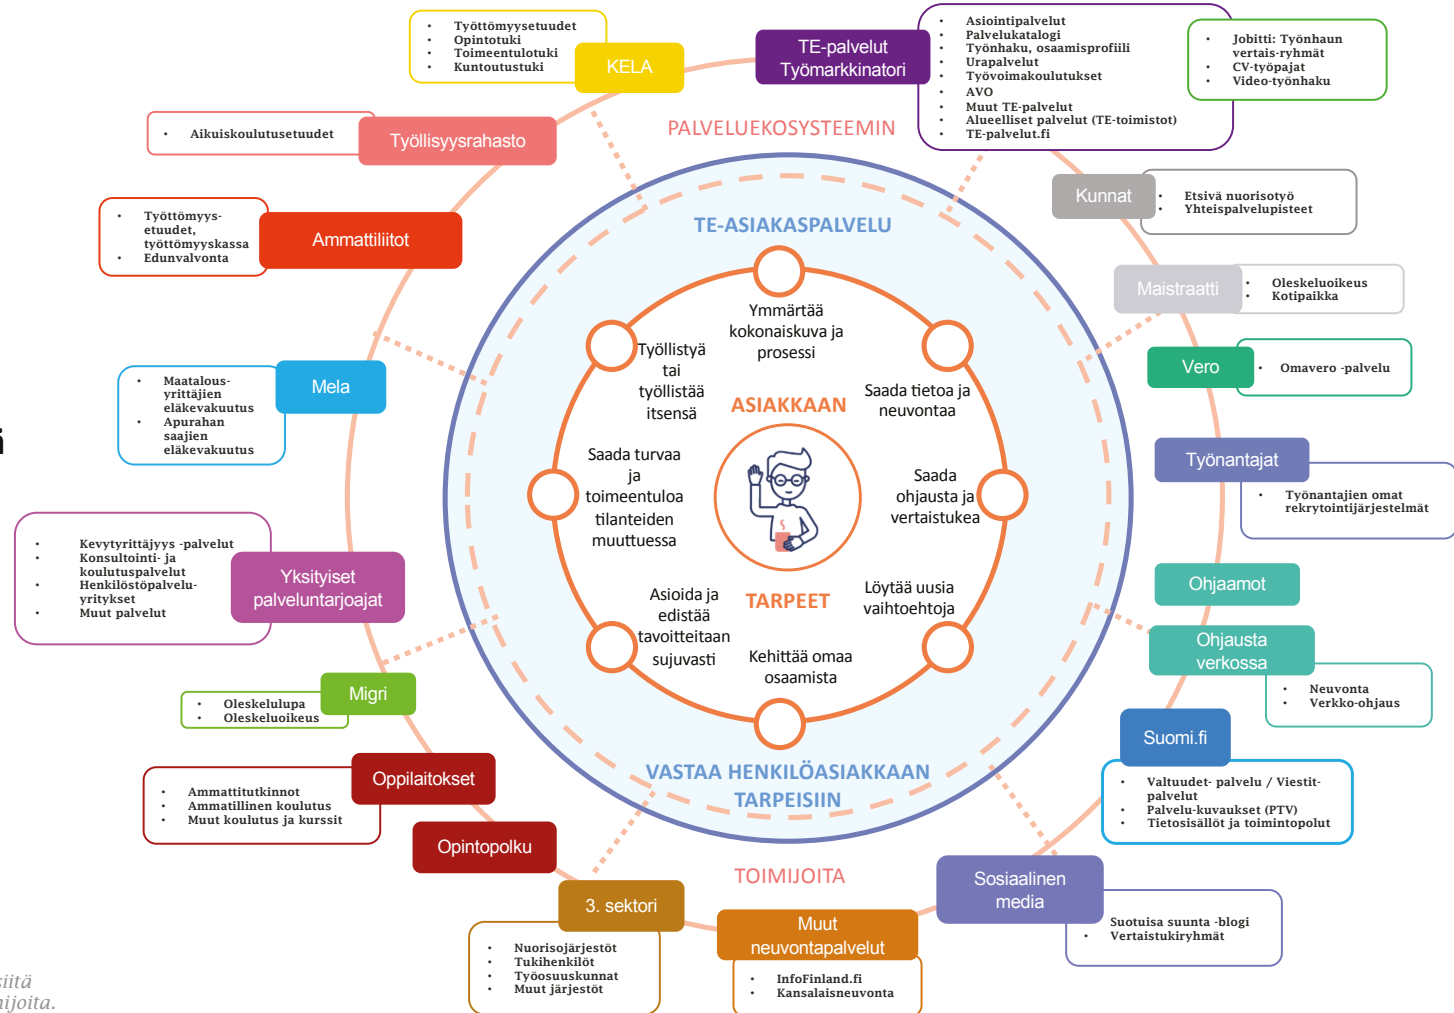 • Työttömyysetuudet
• Opintotuki
• Toimeentulotuki
• Kuntoutustuki
KELA
TE-palvelut
Työmarkkinatori
• Asiointipalvelut
• Palvelukatalogi
• Työnhaku, osaamisprofiili
• Urapalvelut
• Työvoimakoulutukset
• AVO
• Muut TE-palvelut
• Alueelliset palvelut (TE-toimistot)
• TE-palvelut.fi
• Jobitti: Työnhaun
vertais-ryhmät
• CV-työpajat
• Video-työnhaku
• Aikuiskoulutusetuudet
Työllisyysrahasto
PALVELUEKOSYSTEEMIN
Kunnat
• Etsivä nuorisotyö
• Yhteispalvelupisteet
• Työttömyys-
etuudet,
työttömyyskassa
• Edunvalvonta
Ammattiliitot
TE-ASIAKASPALVELU
Maistraatti
• Oleskeluoikeus
• Kotipaikka
Ymmärtää
kokonaiskuva ja
prosessi
Työllistyä
tai
työllistää
itsensä
Saada tietoa ja
neuvontaa
ASIAKKAAN
Vero
• Omavero -palvelu
• Maatalous-
yrittäjien
eläkevakuutus
• Apurahan
saajien
eläkevakuutus
Mela
ä
Saada turvaa
ja
toimeentuloa
tilanteiden
muuttuessa
Saada
ohjausta ja
vertaistukea
Työnantajat
• Työnantajien omat
rekrytointijärjestelmät
• Kevytyrittäjyys -palvelut
• Konsultointi- ja
koulutuspalvelut
• Henkilöstöpalvelu-
yritykset
• Muut palvelut
Yksityiset
palveluntarjoajat
Asioida ja
edistää
tavoitteitaan
sujuvasti
TARPEET
Löytää uusia
vaihtoehtoja
Kehittää omaa
osaamista
Ohjaamot
Ohjausta
verkossa
• Neuvonta
• Verkko-ohjaus
• Oleskelulupa
• Oleskeluoikeus
Migri
Suomi.fi
• Valtuudet- palvelu / Viestit-
palvelut
• Palvelu-kuvaukset (PTV)
• Tietosisällöt ja toimintopolut
VASTAA HENKILÖASIAKKAAN
TARPEISIIN
Oppilaitokset
• Ammattitutkinnot
• Ammatillinen koulutus
• Muut koulutus ja kurssit
Opintopolku
TOIMIJOITA
3. sektori
• Nuorisojärjestöt
• Tukihenkilöt
• Työosuuskunnat
• Muut järjestöt
Muut
neuvontapalvelut
• InfoFinland.fi
• Kansalaisneuvonta
Sosiaalinen
media
Suotuisa suunta -blogi
• Vertaistukiryhmät
siitä
nijoita.